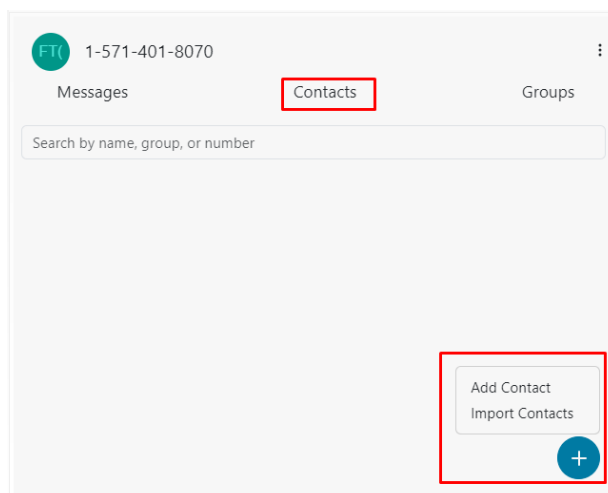 FT( 1-571-401-8070
Messages Contacts Groups
Search by name, group, or number
Add Contact
Import Contacts
+